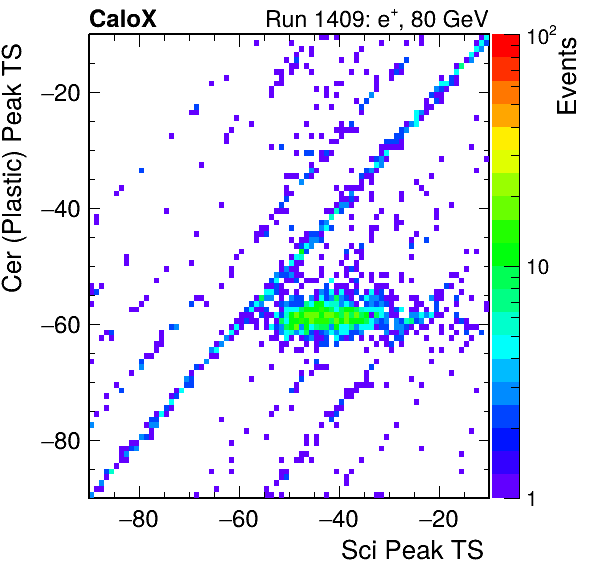 CaloX Run 1409: e⁺, 80 GeV
Cer (Plastic) Peak TS
−20
−40
−60
−80
−80 −60 −40 −20
Sci Peak TS
10²
10
1
Events